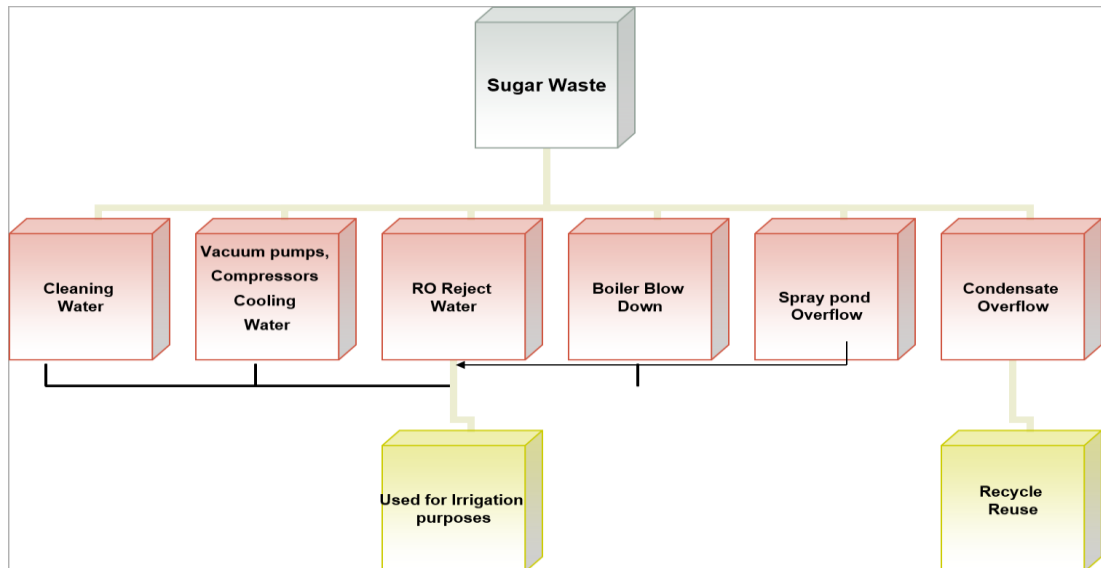 Sugar Waste
Cleaning
Water
Vacuum pumps,
Compressors
Cooling
Water
RO Reject
Water
Boiler Blow
Down
Spray pond
Overflow
Condensate
Overflow
Used for Irrigation
purposes
Recycle
Reuse